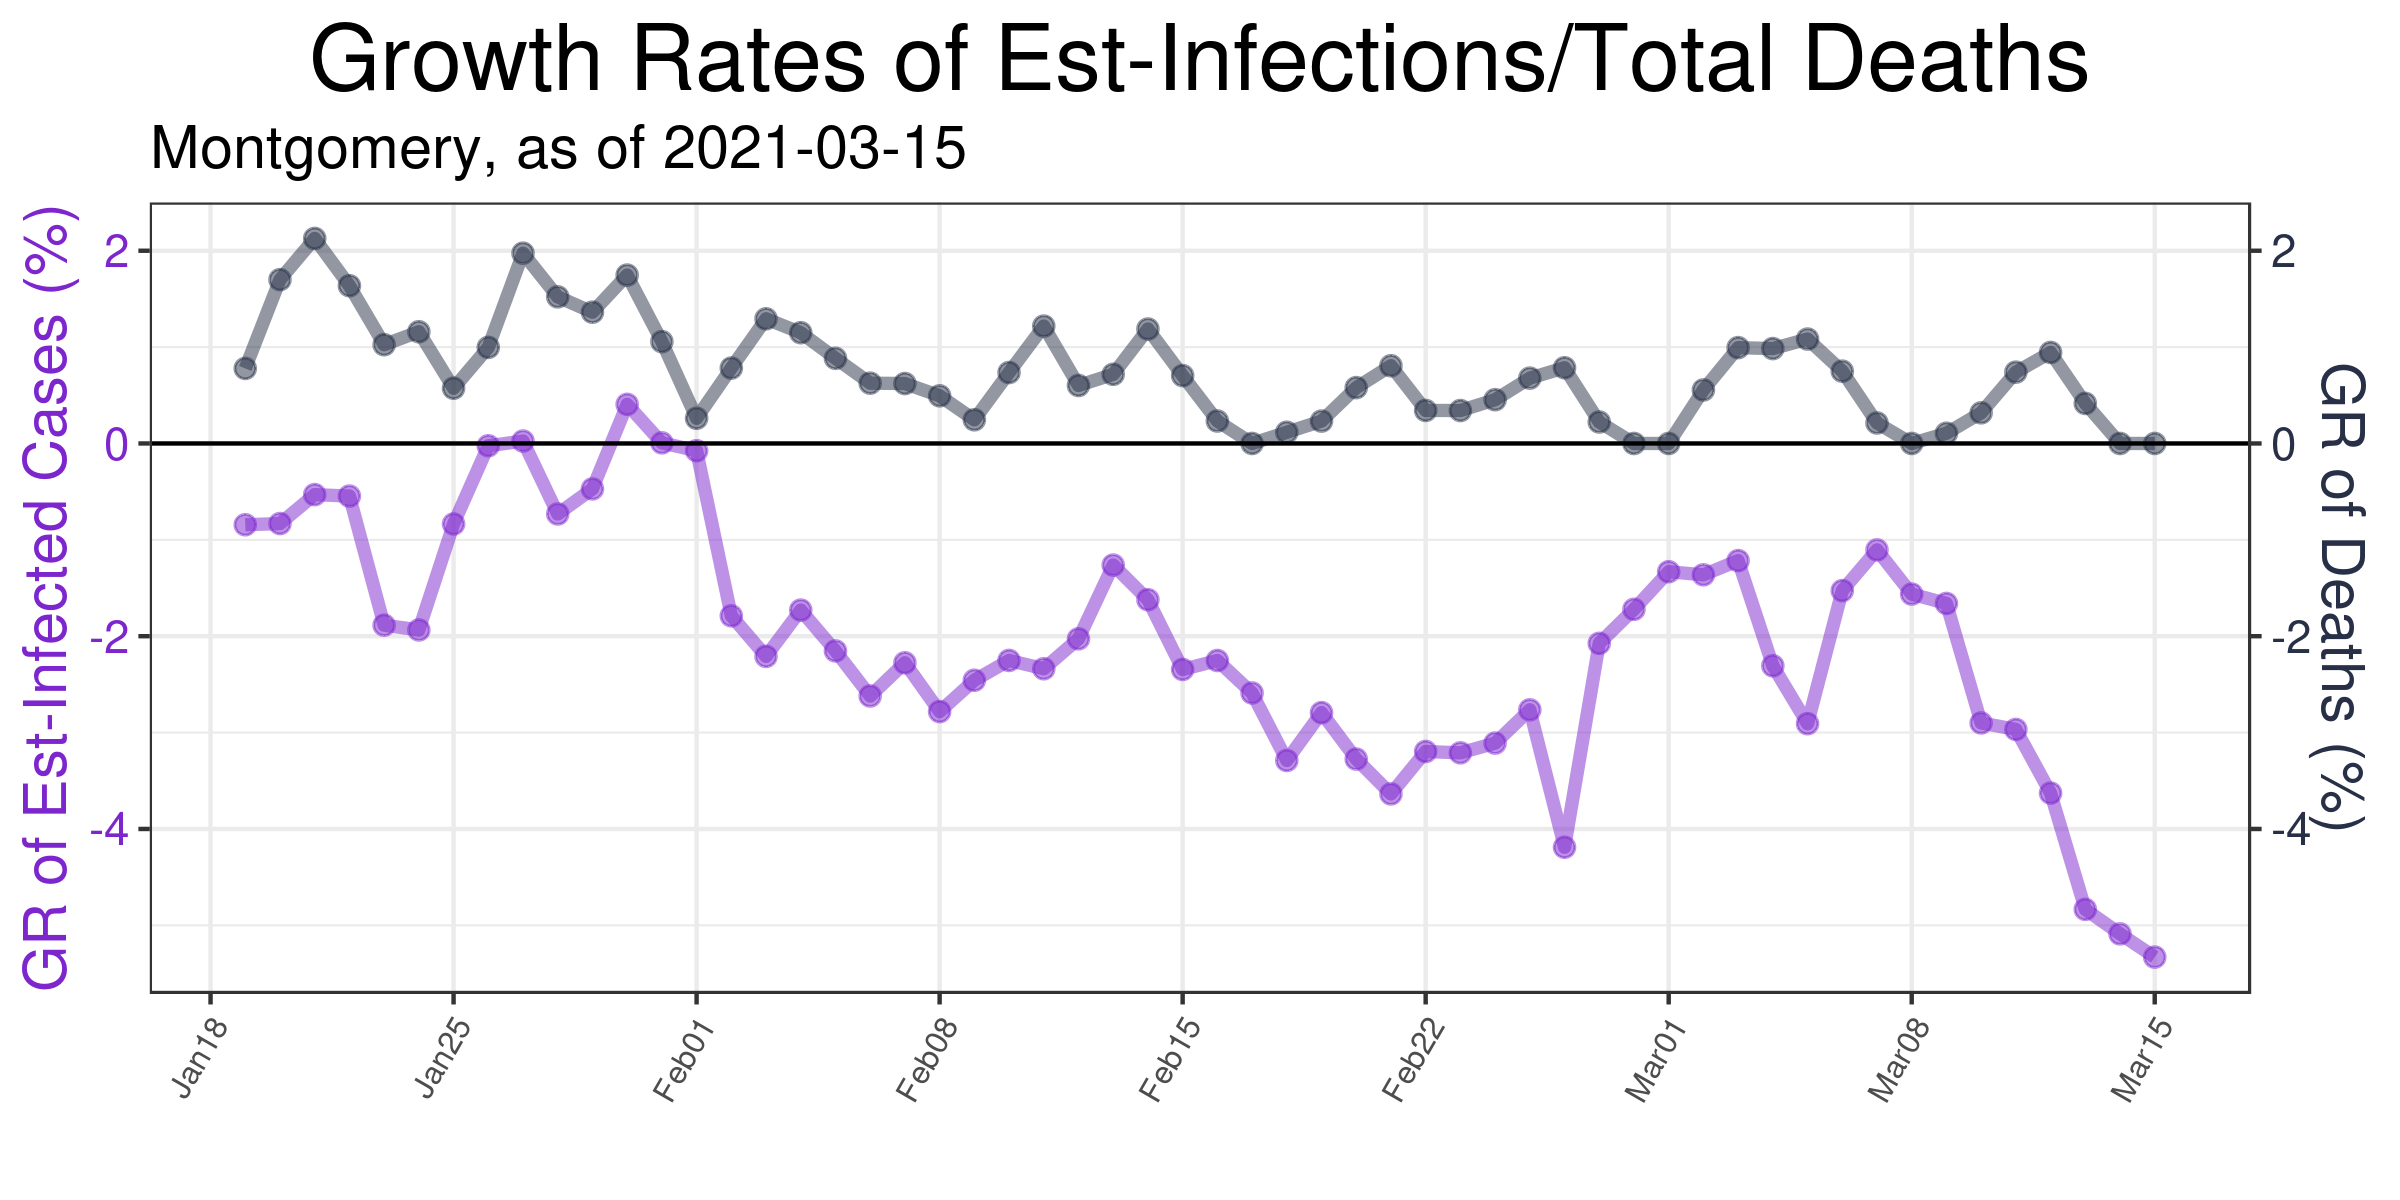 Growth Rates of Est-Infections/Total Deaths
Montgomery, as of 2021-03-15
GR of Est-Infected Cases (%)
2
0
-2
-4
2
0
-2
-4
GR of Deaths (%)
Jan18
Jan25
Feb01
Feb08
Feb15
Feb22
Mar01
Mar08
Mar15